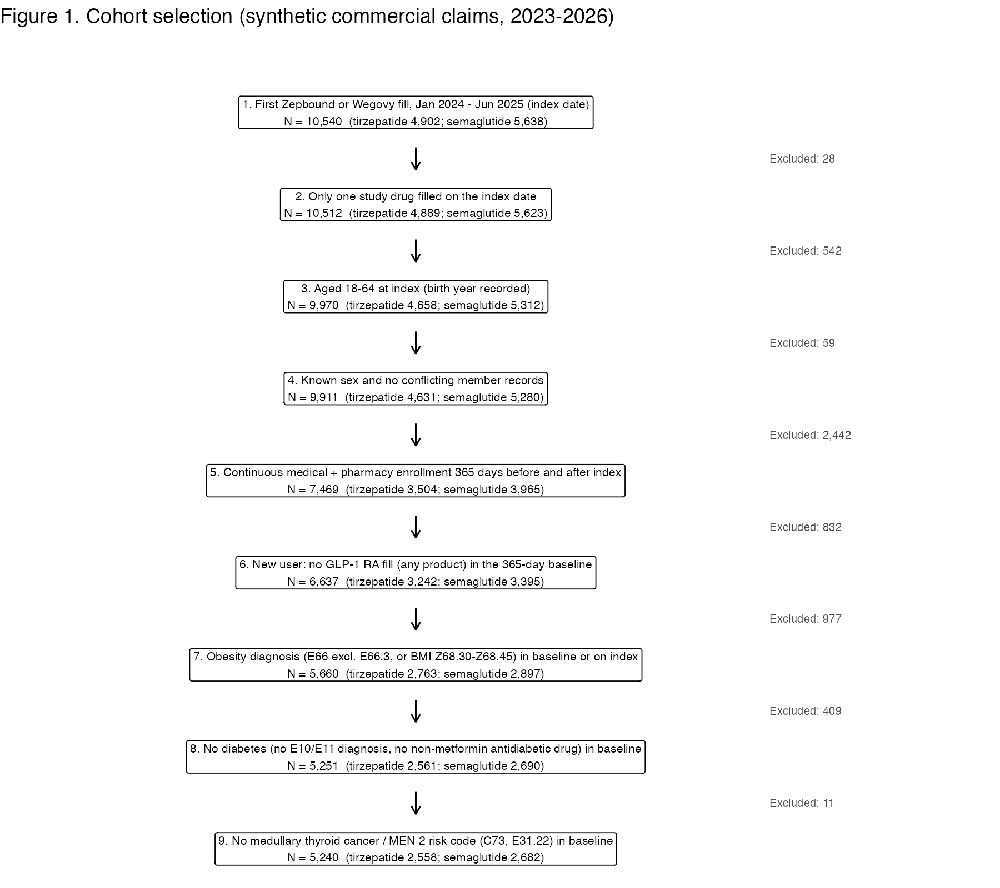 Figure 1. Cohort selection (synthetic commercial claims, 2023-2026)
1. First Zepbound or Wegovy fill, Jan 2024 - Jun 2025 (index date)
N = 10,540 (tirzepatide 4,902; semaglutide 5,638)
Excluded: 28
2. Only one study drug filled on the index date
N = 10,512 (tirzepatide 4,889; semaglutide 5,623)
Excluded: 542
3. Aged 18-64 at index (birth year recorded)
N = 9,970 (tirzepatide 4,658; semaglutide 5,312)
Excluded: 59
4. Known sex and no conflicting member records
N = 9,911 (tirzepatide 4,631; semaglutide 5,280)
Excluded: 2,442
5. Continuous medical + pharmacy enrollment 365 days before and after index
N = 7,469 (tirzepatide 3,504; semaglutide 3,965)
Excluded: 832
6. New user: no GLP-1 RA fill (any product) in the 365-day baseline
N = 6,637 (tirzepatide 3,242; semaglutide 3,395)
Excluded: 977
7. Obesity diagnosis (E66 excl. E66.3, or BMI Z68.30-Z68.45) in baseline or on index
N = 5,660 (tirzepatide 2,763; semaglutide 2,897)
Excluded: 409
8. No diabetes (no E10/E11 diagnosis, no non-metformin antidiabetic drug) in baseline
N = 5,251 (tirzepatide 2,561; semaglutide 2,690)
Excluded: 11
9. No medullary thyroid cancer / MEN 2 risk code (C73, E31.22) in baseline
N = 5,240 (tirzepatide 2,558; semaglutide 2,682)